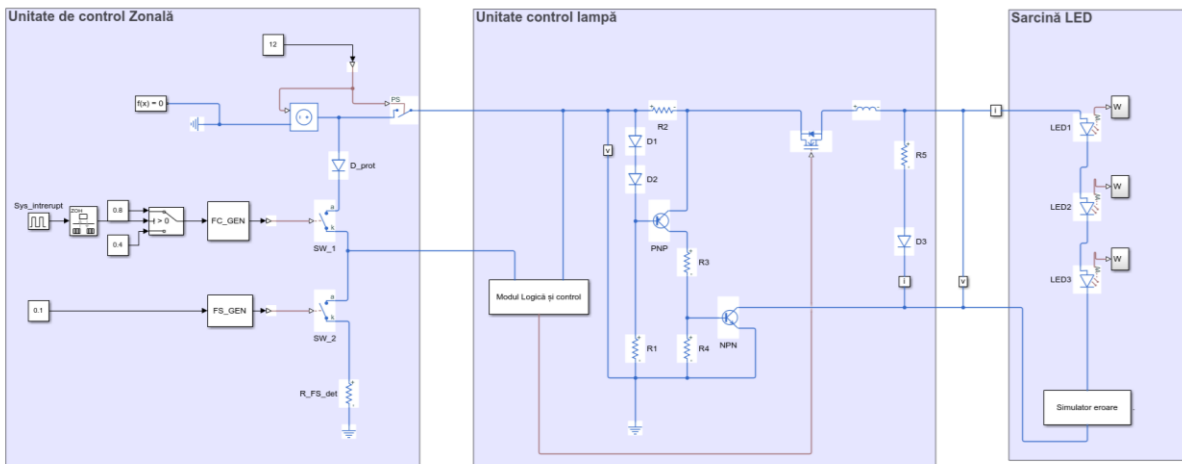 Unitate de control Zonală
Unitate control lampă
Sarcină LED
12
f(x) = 0
PS
D_prot
Sys_intrerupt
ZOH
0.8
t > 0
0.4
FC_GEN
SW_1
a
k
0.1
FS_GEN
SW_2
a
k
R_FS_det
Modul Logică și control
v
D1
D2
R2
PNP
R3
R1
R4
NPN
R5
D3
i
v
i
LED1
W
LED2
W
LED3
W
Simulator eroare